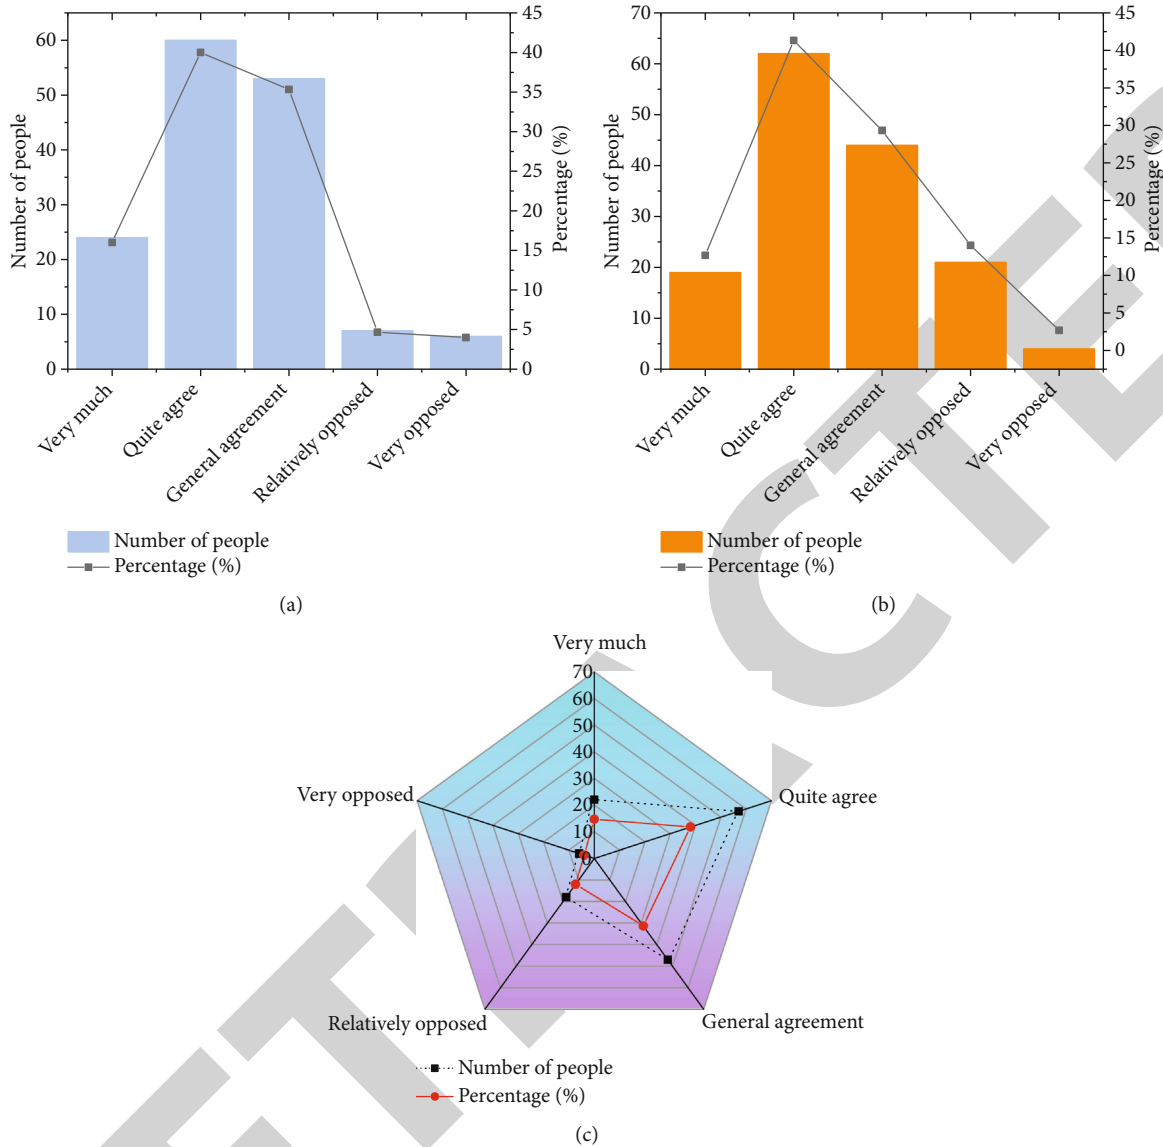 60
50
40
30
20
10
0
Number of people
45
40
35
30
25
20
15
10
5
0
Percentage (%)
Very much
Quite agree
General agreement
Relatively opposed
Very opposed
Number of people
Percentage (%)
(a)
70
60
50
40
30
20
10
0
Number of people
45
40
35
30
25
20
15
10
5
0
Percentage (%)
Very much
Quite agree
General agreement
Relatively opposed
Very opposed
Number of people
Percentage (%)
(b)
Very much
70
60
50
40
30
20
10
0
Quite agree
Very opposed
Relatively opposed
General agreement
Number of people
Percentage (%)
(c)